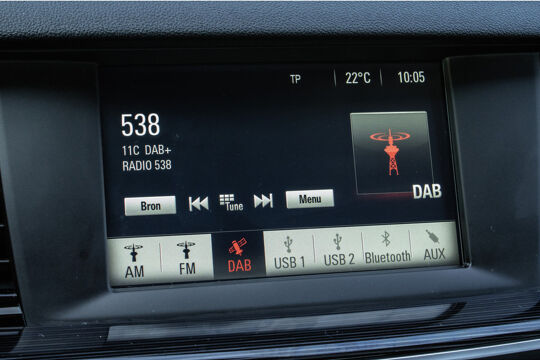 TP 22°C 10:05
538
11C DAB+
RADIO 538
DAB
Bron Tune Menu
AM FM DAB USB 1 USB 2 Bluetooth AUX